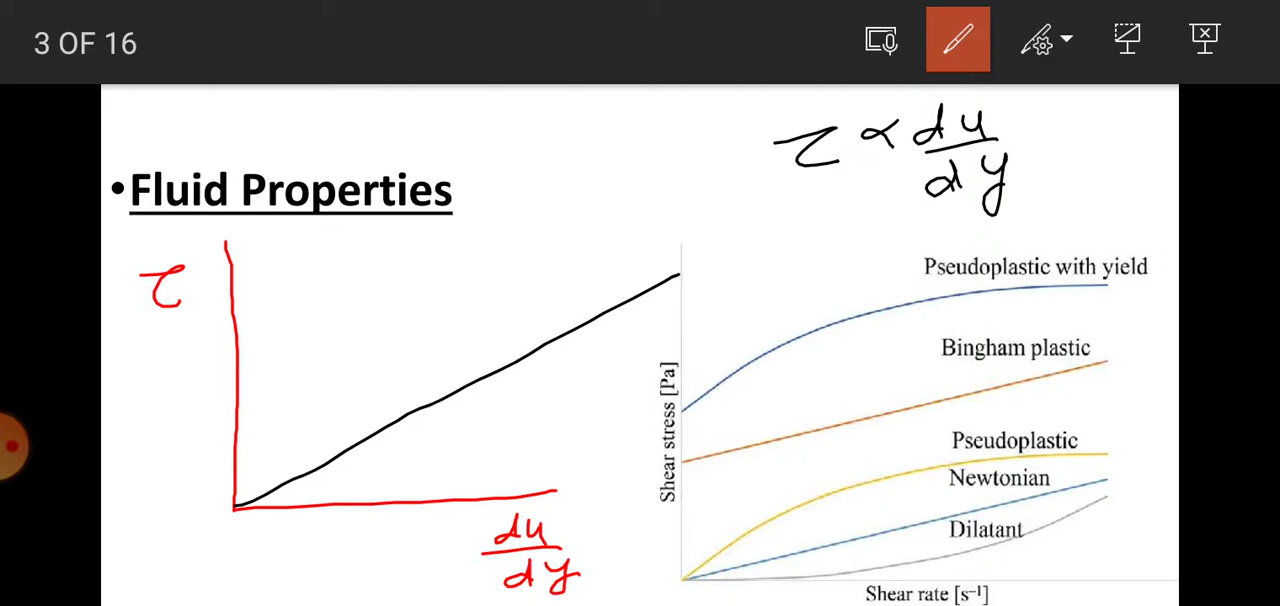 3 OF 16
τ ∝ du/dy
•Fluid Properties
τ
du/dy
Pseudoplastic with yield
Bingham plastic
Pseudoplastic
Newtonian
Dilatant
Shear stress [Pa]
Shear rate [s⁻¹]